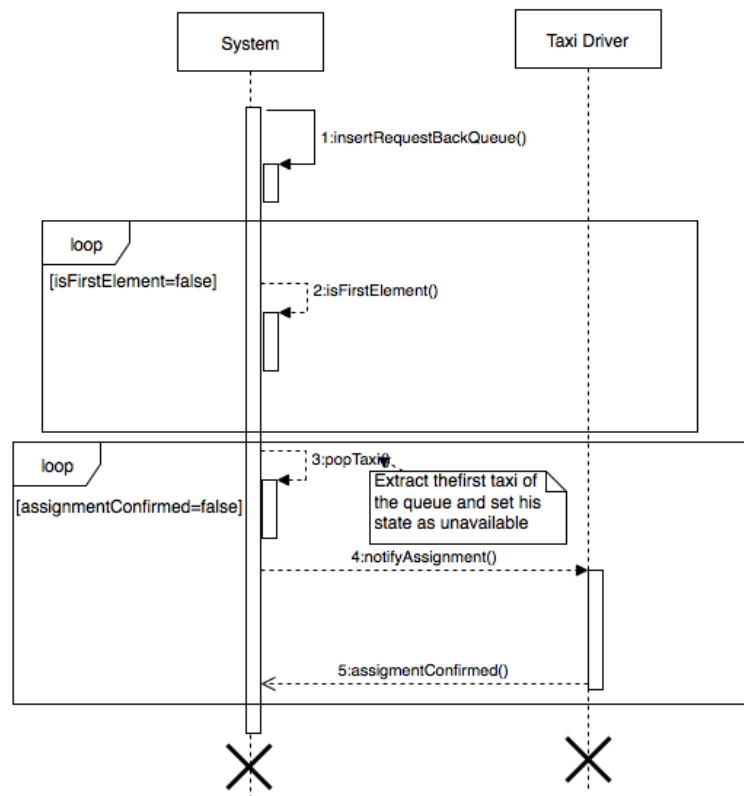 System
Taxi Driver
1:insertRequestBackQueue()
loop
[isFirstElement=false]
2:isFirstElement()
loop
3:popTaxi()
[assignmentConfirmed=false]
Extract thefirst taxi of
the queue and set his
state as unavailable
4:notifyAssignment()
5:assigmentConfirmed()